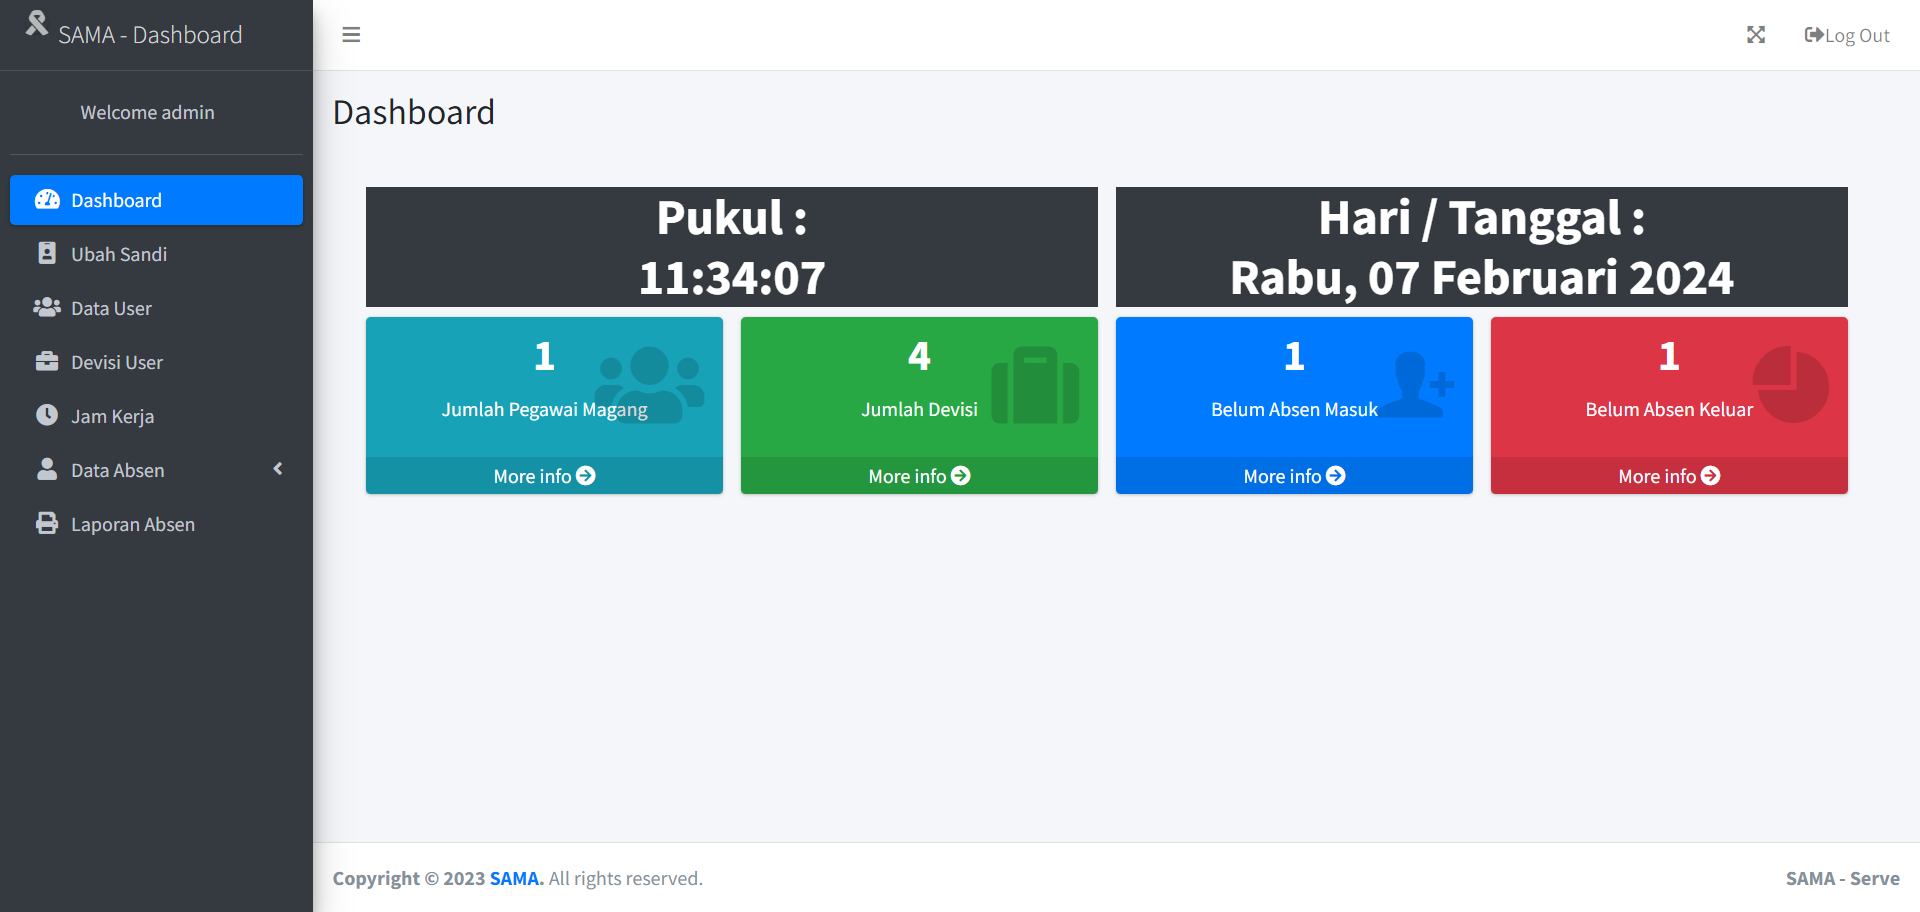 SAMA - Dashboard
Log Out
Welcome admin
Dashboard
Ubah Sandi
Data User
Devisi User
Jam Kerja
Data Absen
Laporan Absen
Dashboard
Pukul :
11:34:07
Hari / Tanggal :
Rabu, 07 Februari 2024
1
Jumlah Pegawai Magang
More info
4
Jumlah Devisi
More info
1
Belum Absen Masuk
More info
1
Belum Absen Keluar
More info
Copyright © 2023 SAMA. All rights reserved.
SAMA - Serve